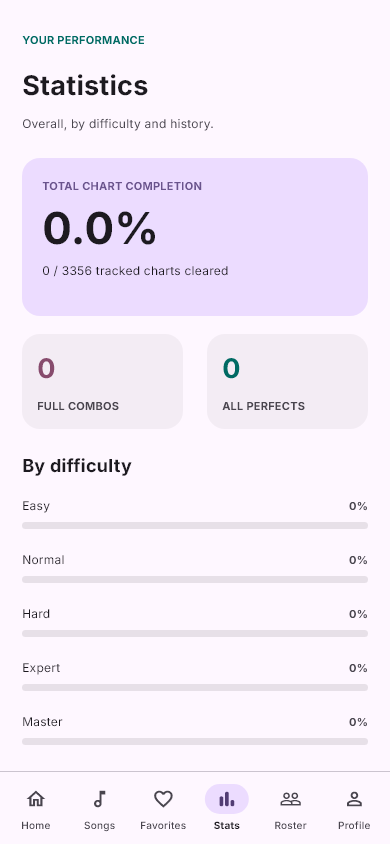 YOUR PERFORMANCE
Statistics
Overall, by difficulty and history.
TOTAL CHART COMPLETION
0.0%
0 / 3356 tracked charts cleared
0
FULL COMBOS
0
ALL PERFECTS
By difficulty
Easy 0%
Normal 0%
Hard 0%
Expert 0%
Master 0%
Home Songs Favorites Stats Roster Profile